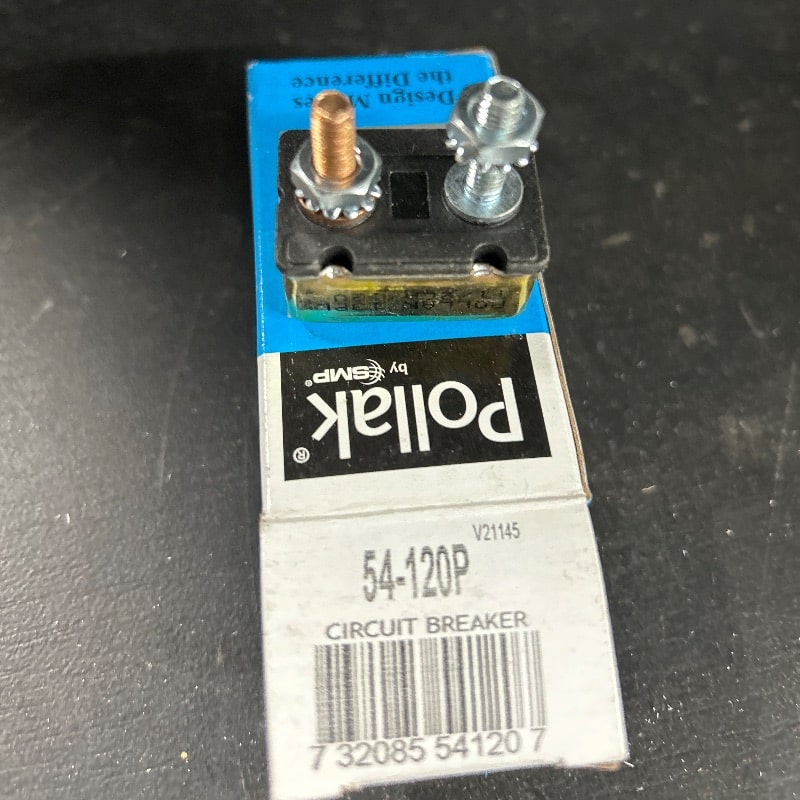 Design Makes
the Difference
Pollak®
by SMP®
V21145
54-120P
CIRCUIT BREAKER
7 32085 54120 7